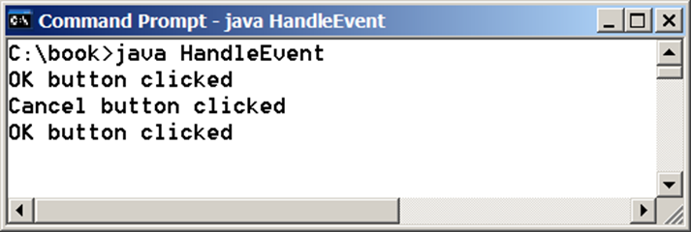 Command Prompt - java HandleEvent
C:\book>java HandleEvent
OK button clicked
Cancel button clicked
OK button clicked